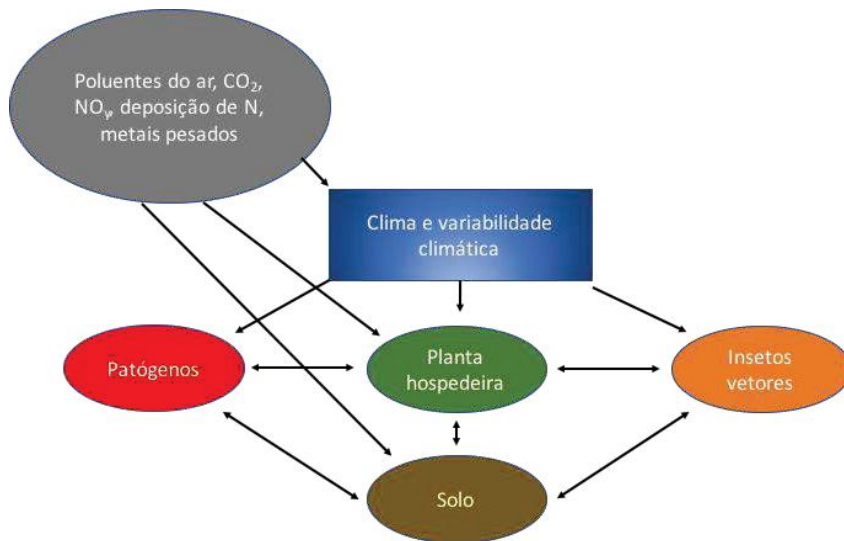 Poluentes do ar, CO₂,
NOᵧ, deposição de N,
metais pesados
Clima e variabilidade
climática
Patógenos
Planta
hospedeira
Insetos
vetores
Solo